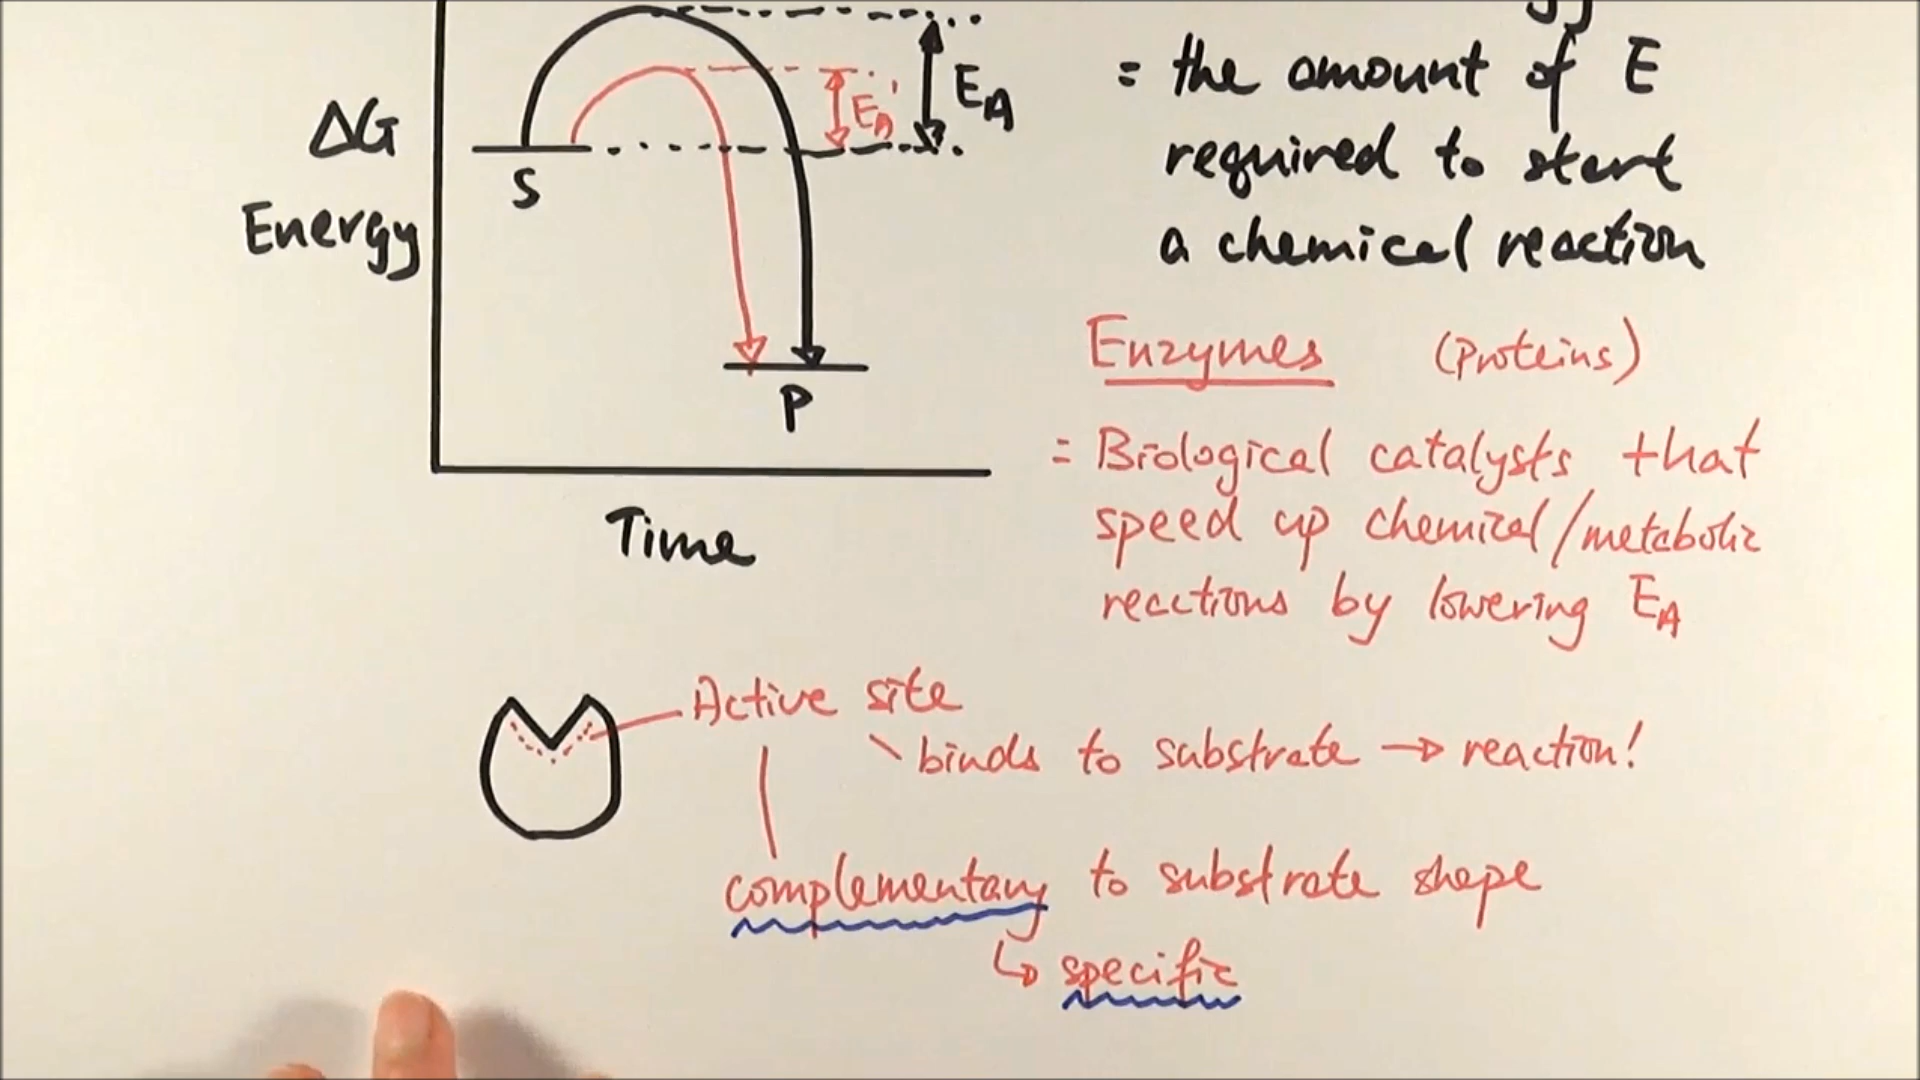 EA
EA'
= the amount of E
ΔG
required to start
S
Energy
a chemical reaction
Enzymes (Proteins)
P
= Biological catalysts that
speed up chemical/metabolic
Time
reactions by lowering EA
Active site
binds to substrate → reaction!
complementary to substrate shape
↳ specific